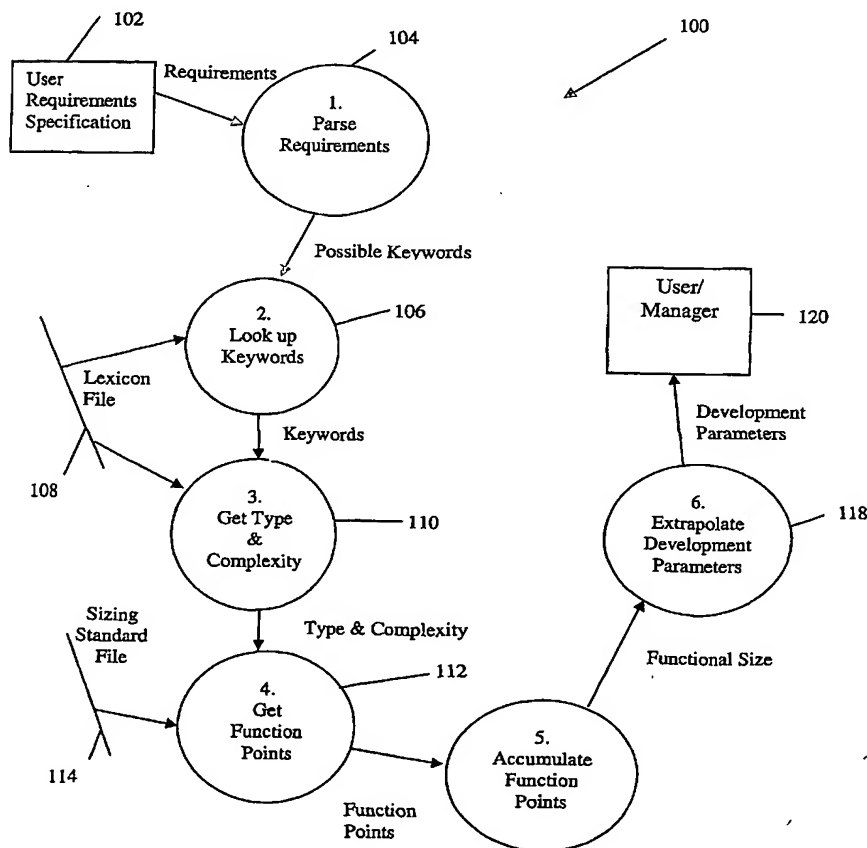 102
104
100
User
Requirements
Specification
Requirements
1.
Parse
Requirements
Possible Keywords
2.
Look up
Keywords
106
User/
Manager
120
Lexicon
File
Keywords
Development
Parameters
108
3.
Get Type
&
Complexity
110
6.
Extrapolate
Development
Parameters
118
Sizing
Standard
File
Type & Complexity
Functional Size
112
4.
Get
Function
Points
114
5.
Accumulate
Function
Points
Function
Points